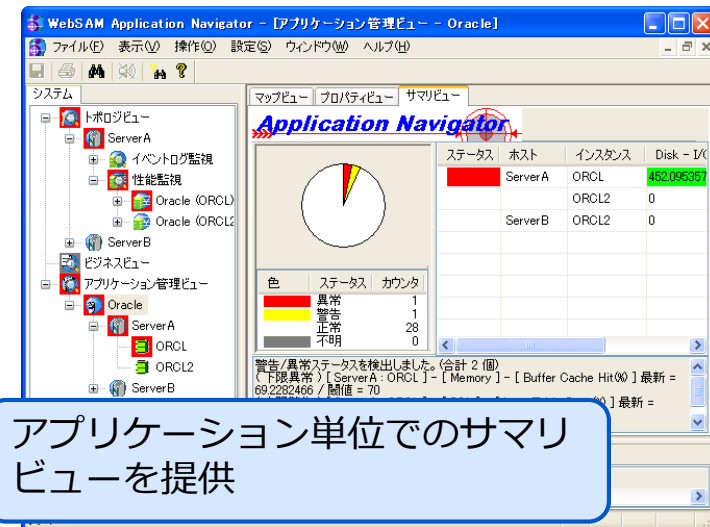 WebSAM Application Navigator - [アプリケーション管理ビュー - Oracle]
ファイル(F) 表示(V) 操作(O) 設定(S) ウィンドウ(W) ヘルプ(H)
システム
トポロジビュー
ServerA
イベントログ監視
性能監視
Oracle (ORCL)
Oracle (ORCL2
ServerB
ビジネスビュー
アプリケーション管理ビュー
Oracle
ServerA
ORCL
ORCL2
ServerB
マップビュー プロパティビュー サマリビュー
Application Navigator
ステータス ホスト インスタンス Disk - I/O
ServerA ORCL 452.095357
ORCL2 0
ServerB ORCL2 0
色 ステータス カウンタ
異常 1
警告 1
正常 28
不明 0
警告/異常ステータスを検出しました。(合計 2 個)
(下限異常) [ ServerA : ORCL ] - [ Memory ] - [ Buffer Cache Hit(%) ] 最新 =
69.2282466 / 閾値 = 70
] 最新 =
アプリケーション単位でのサマリ
ビューを提供